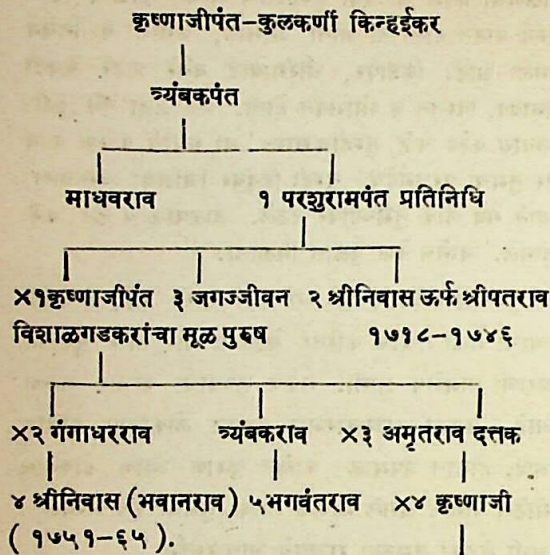 कृष्णाजीपंत-कुलकर्णी किन्हईकर
त्र्यंबकपंत
माधवराव १ परशुरामपंत प्रतिनिधि
×१कृष्णाजीपंत ३ जगज्जीवन २ श्रीनिवास ऊर्फ श्रीपतराव
विशाळगडकरांचा मूळ पुरुष १७१८-१७४६
×२ गंगाधरराव त्र्यंबकराव ×३ अमृतराव दत्तक
४ श्रीनिवास (भवानराव) ५भगवंतराव ×४ कृष्णाजी
( १७५१-६५ ).